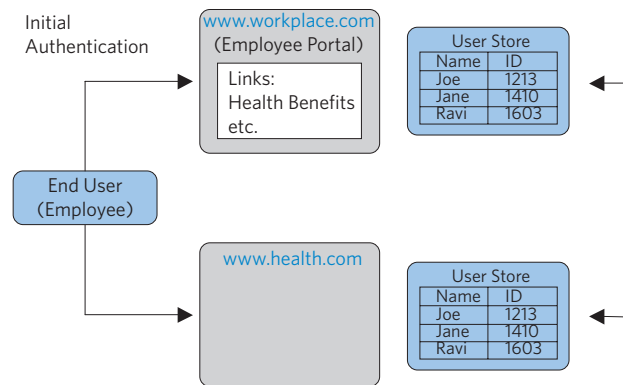 Initial
Authentication
www.workplace.com
(Employee Portal)
Links:
Health Benefits
etc.
User Store
Name ID
Joe 1213
Jane 1410
Ravi 1603
End User
(Employee)
www.health.com
User Store
Name ID
Joe 1213
Jane 1410
Ravi 1603